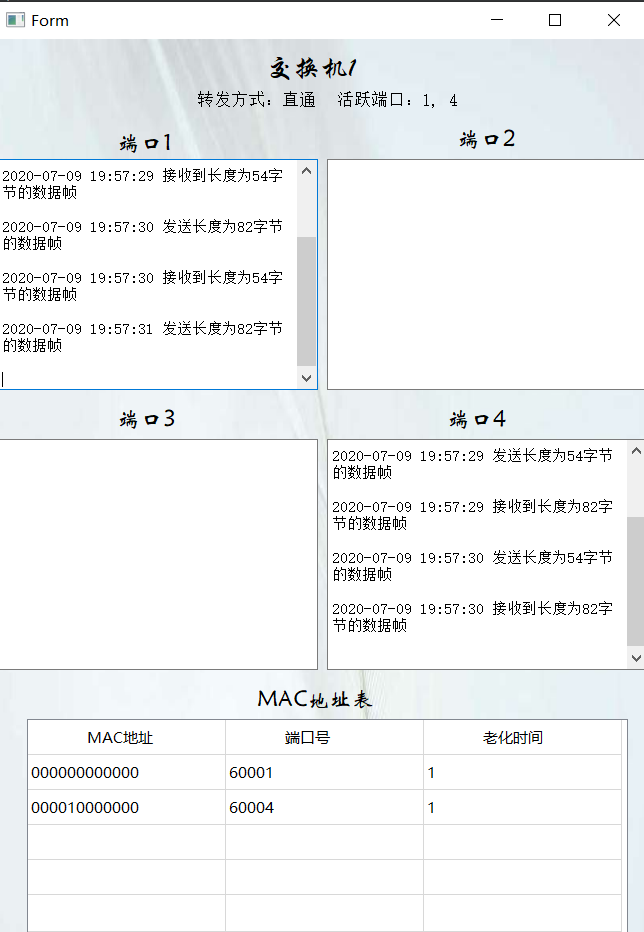 Form
交换机1
转发方式：直通 活跃端口：1, 4
端口1
2020-07-09 19:57:29 接收到长度为54字
节的数据帧
2020-07-09 19:57:30 发送长度为82字节
的数据帧
2020-07-09 19:57:30 接收到长度为54字
节的数据帧
2020-07-09 19:57:31 发送长度为82字节
的数据帧
端口2
端口3
端口4
2020-07-09 19:57:29 发送长度为54字节
的数据帧
2020-07-09 19:57:29 接收到长度为82字
节的数据帧
2020-07-09 19:57:30 发送长度为54字节
的数据帧
2020-07-09 19:57:30 接收到长度为82字
节的数据帧
MAC地址表
MAC地址 端口号 老化时间
000000000000 60001 1
000010000000 60004 1